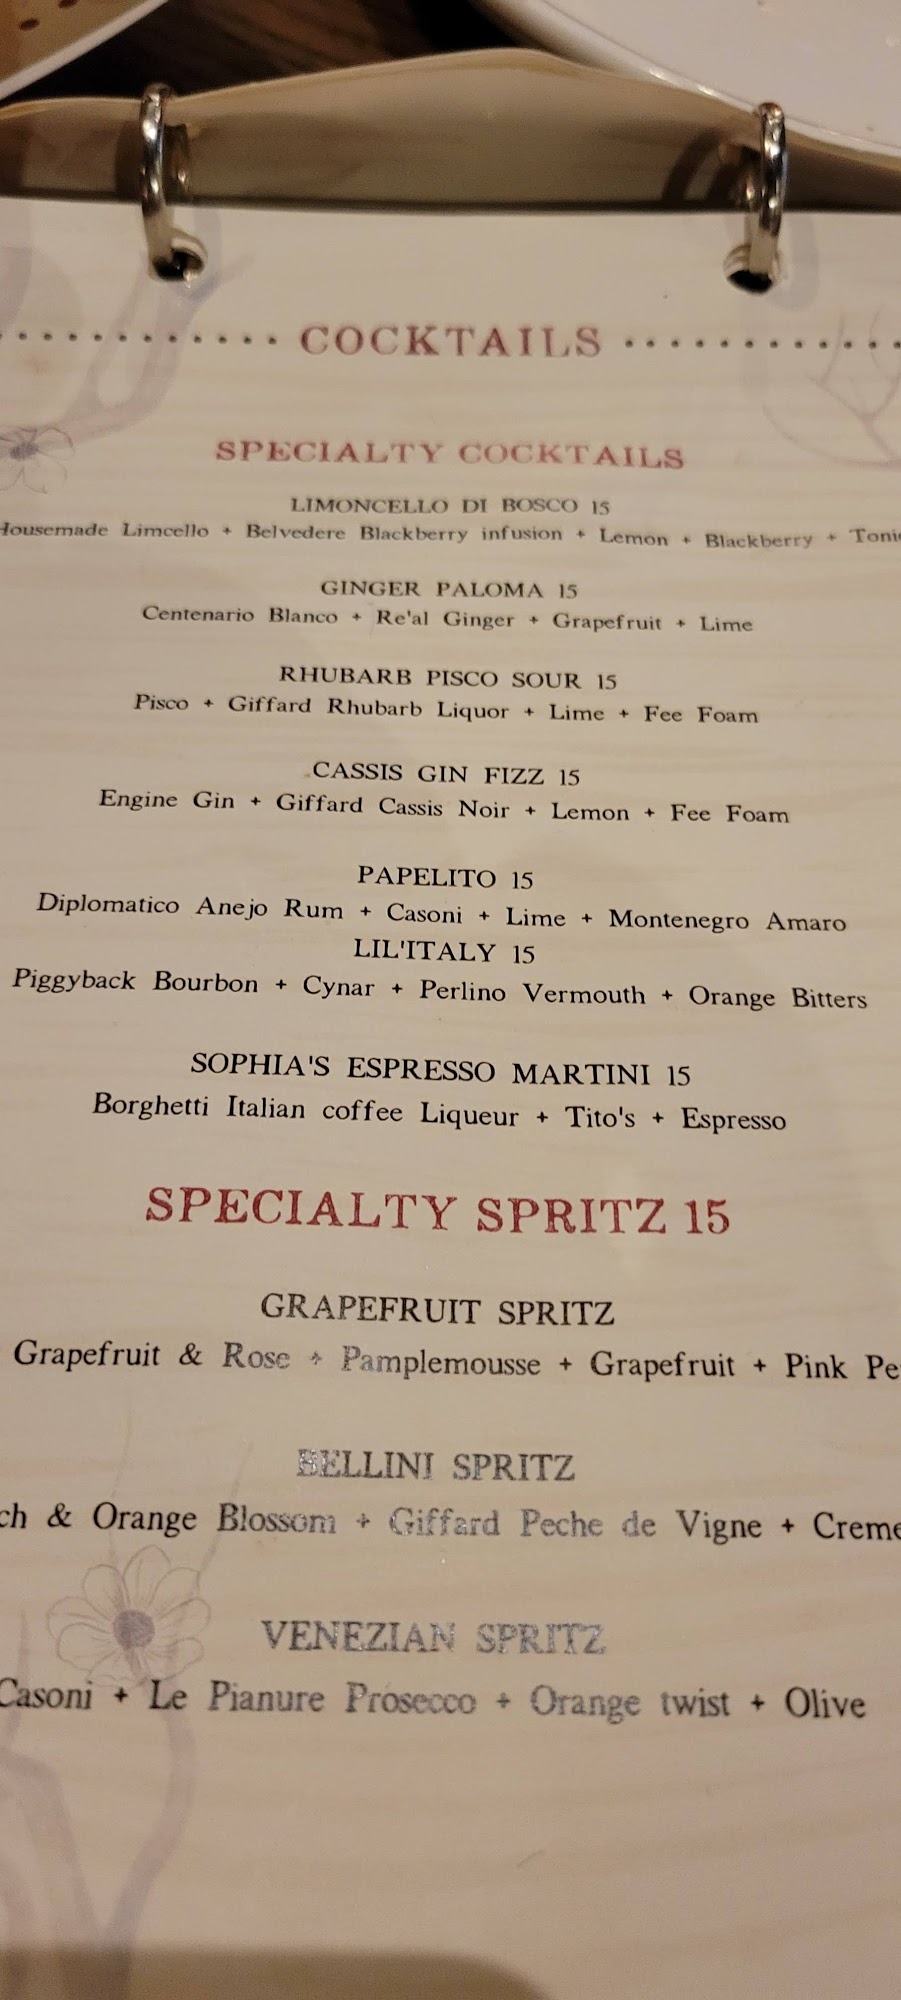 COCKTAILS
SPECIALTY COCKTAILS
LIMONCELLO DI BOSCO 15
Housemade Limcello + Belvedere Blackberry infusion + Lemon + Blackberry + Toni
GINGER PALOMA 15
Centenario Blanco + Re'al Ginger + Grapefruit + Lime
RHUBARB PISCO SOUR 15
Pisco + Giffard Rhubarb Liquor + Lime + Fee Foam
CASSIS GIN FIZZ 15
Engine Gin + Giffard Cassis Noir + Lemon + Fee Foam
PAPELITO 15
Diplomatico Anejo Rum + Casoni + Lime + Montenegro Amaro
LIL'ITALY 15
Piggyback Bourbon + Cynar + Perlino Vermouth + Orange Bitters
SOPHIA'S ESPRESSO MARTINI 15
Borghetti Italian coffee Liqueur + Tito's + Espresso
SPECIALTY SPRITZ 15
GRAPEFRUIT SPRITZ
Grapefruit & Rose + Pamplemousse + Grapefruit + Pink Pe
BELLINI SPRITZ
ch & Orange Blossom + Giffard Peche de Vigne + Creme
VENEZIAN SPRITZ
Casoni + Le Pianure Prosecco + Orange twist + Olive